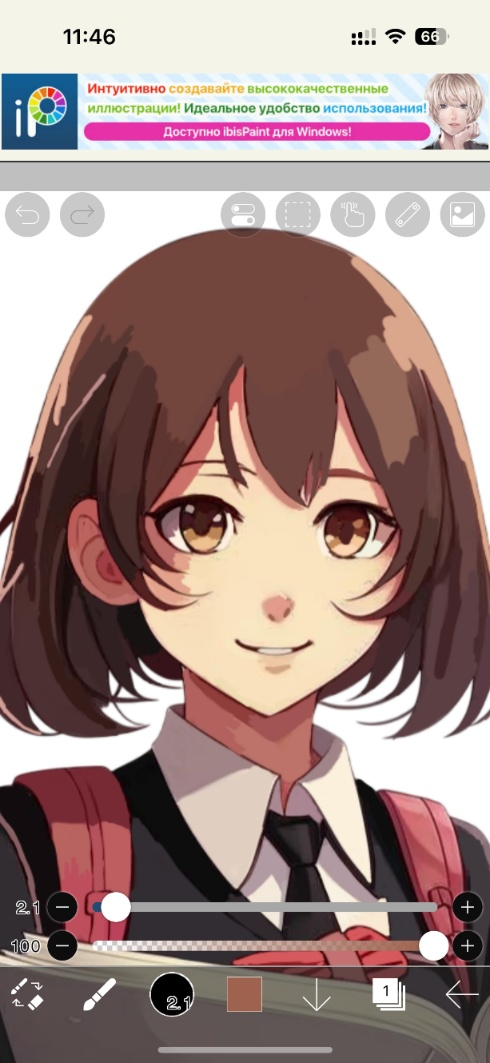 11:46
66
iP
Интуитивно создавайте высококачественные
иллюстрации! Идеальное удобство использования!
Доступно ibisPaint для Windows!
2.1
100
2.1
1